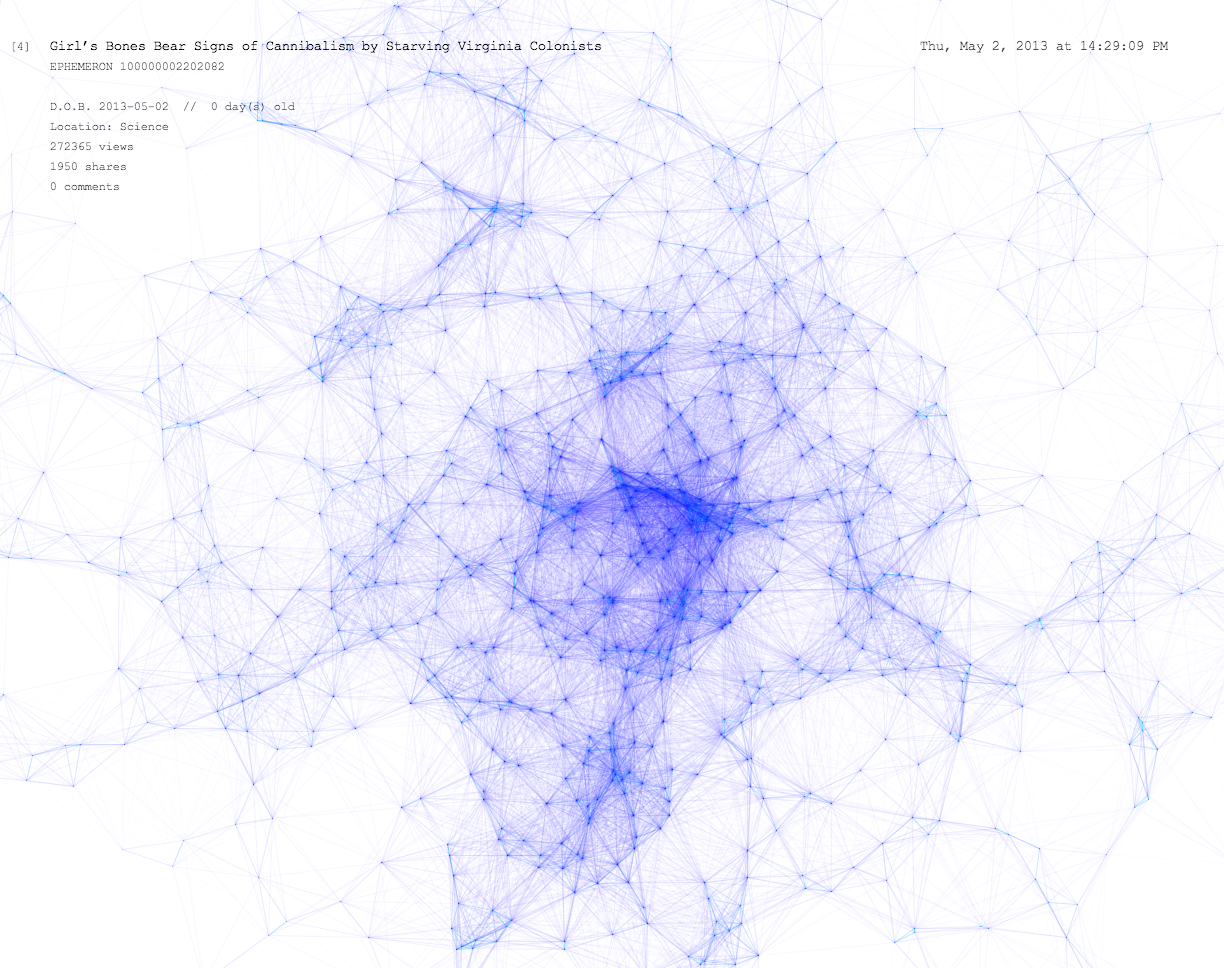 [4] Girl's Bones Bear Signs of Cannibalism by Starving Virginia Colonists Thu, May 2, 2013 at 14:29:09 PM
EPHEMERON 100000002202082
D.O.B. 2013-05-02 // 0 day(s) old
Location: Science
272365 views
1950 shares
0 comments